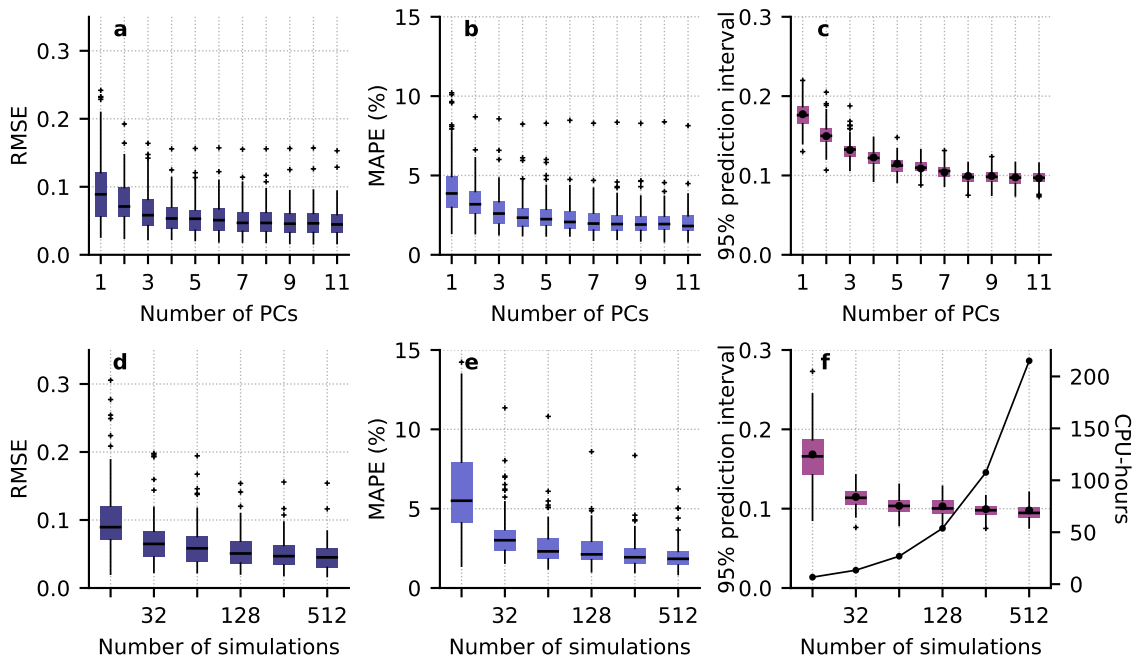 a
RMSE
0.3
0.2
0.1
0.0
1 3 5 7 9 11
Number of PCs
b
MAPE (%)
15
10
5
0
1 3 5 7 9 11
Number of PCs
c
95% prediction interval
0.3
0.2
0.1
0.0
1 3 5 7 9 11
Number of PCs
d
RMSE
0.3
0.2
0.1
0.0
32 128 512
Number of simulations
e
MAPE (%)
15
10
5
0
32 128 512
Number of simulations
f
95% prediction interval
0.3
0.2
0.1
0.0
200
150
100
50
0
CPU-hours
32 128 512
Number of simulations